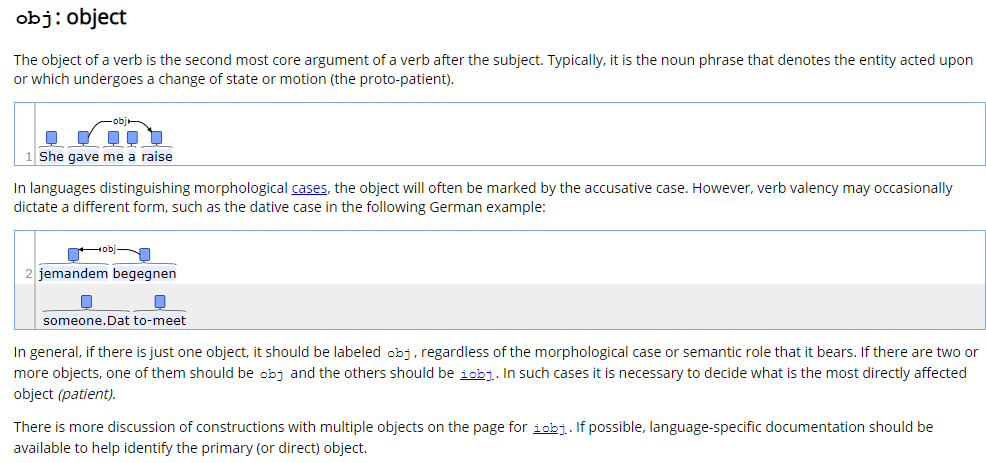 obj: object
The object of a verb is the second most core argument of a verb after the subject. Typically, it is the noun phrase that denotes the entity acted upon
or which undergoes a change of state or motion (the proto-patient).
obj
1 She gave me a raise
In languages distinguishing morphological cases, the object will often be marked by the accusative case. However, verb valency may occasionally
dictate a different form, such as the dative case in the following German example:
obj
2 jemandem begegnen
someone.Dat to-meet
In general, if there is just one object, it should be labeled obj, regardless of the morphological case or semantic role that it bears. If there are two or
more objects, one of them should be obj and the others should be iobj. In such cases it is necessary to decide what is the most directly affected
object (patient).
There is more discussion of constructions with multiple objects on the page for iobj. If possible, language-specific documentation should be
available to help identify the primary (or direct) object.